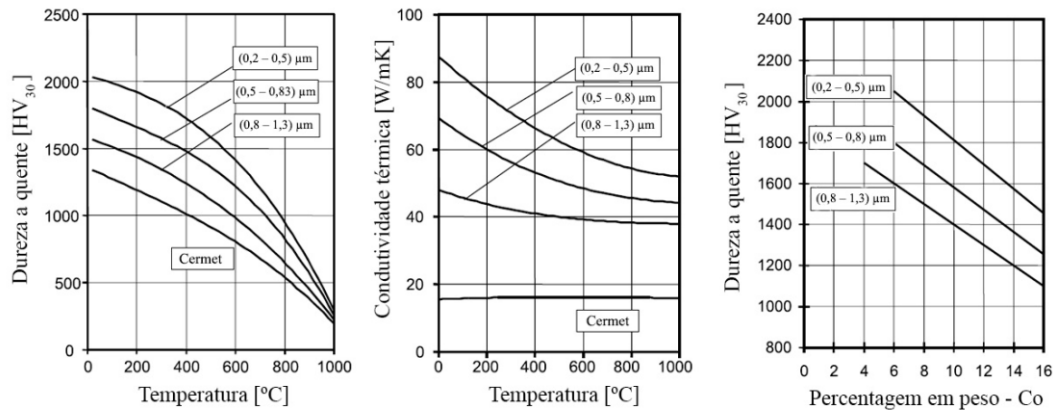 Dureza a quente [HV30]
2500
2000
1500
1000
500
0
(0,2 – 0,5) µm
(0,5 – 0,83) µm
(0,8 – 1,3) µm
Cermet
0 200 400 600 800 1000
Temperatura [ºC]
Condutividade térmica [W/mK]
100
80
60
40
20
0
(0,2 – 0,5) µm
(0,5 – 0,8) µm
(0,8 – 1,3) µm
Cermet
0 200 400 600 800 1000
Temperatura [ºC]
Dureza a quente [HV30]
2400
2200
2000
1800
1600
1400
1200
1000
800
(0,2 – 0,5) µm
(0,5 – 0,8) µm
(0,8 – 1,3) µm
0 2 4 6 8 10 12 14 16
Percentagem em peso - Co